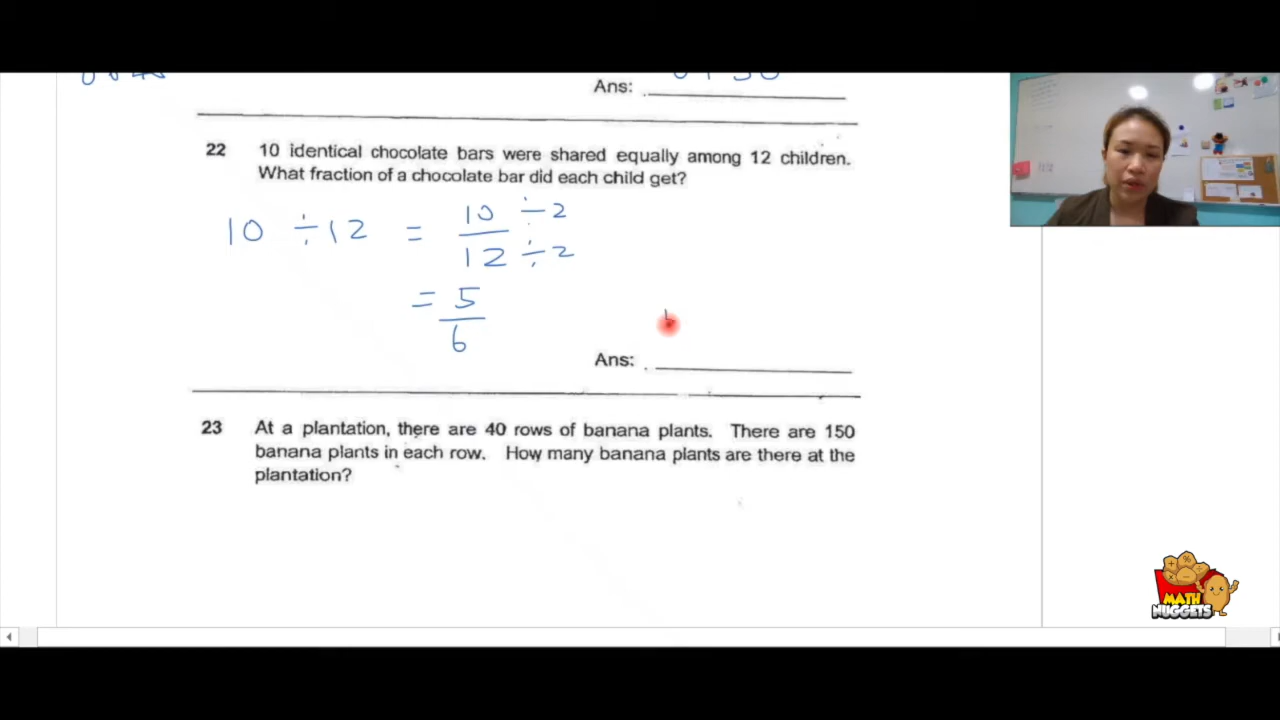 Ans:
22 10 identical chocolate bars were shared equally among 12 children.
What fraction of a chocolate bar did each child get?
10 ÷ 12 = 10/12 ÷2 ÷2
= 5/6
Ans:
23 At a plantation, there are 40 rows of banana plants. There are 150
banana plants in each row. How many banana plants are there at the
plantation?
MATH
NUGGETS